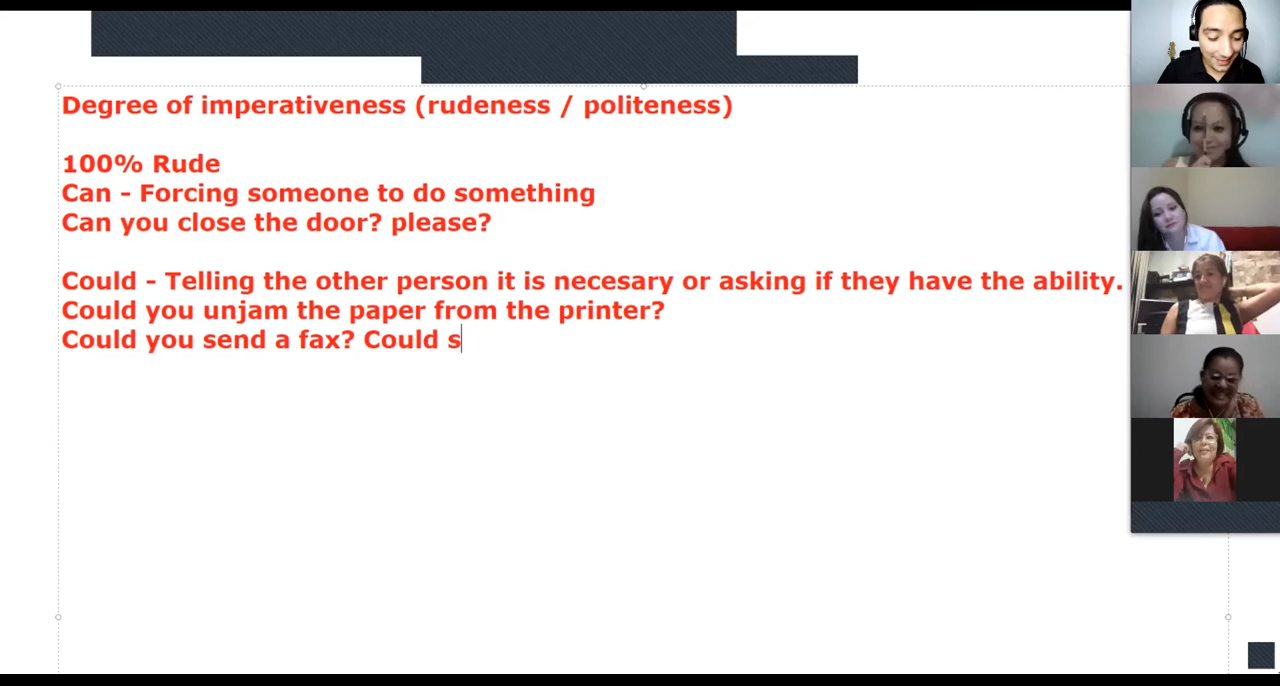 Degree of imperativeness (rudeness / politeness)
100% Rude
Can - Forcing someone to do something
Can you close the door? please?
Could - Telling the other person it is necesary or asking if they have the ability.
Could you unjam the paper from the printer?
Could you send a fax? Could s